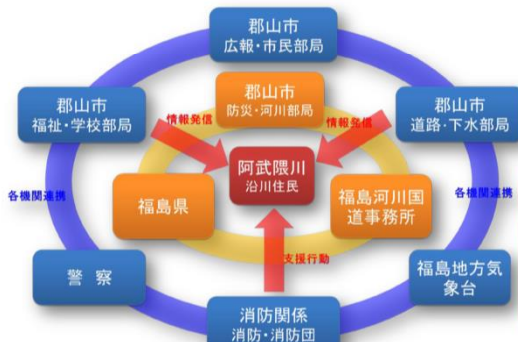 郡山市
広報・市民部局
郡山市
福祉・学校部局
郡山市
防災・河川部局
郡山市
道路・下水部局
情報発信
情報発信
阿武隈川
沿川住民
各機関連携
各機関連携
福島県
福島河川国
道事務所
支援行動
警 察
福島地方気
象台
消防関係
消防・消防団